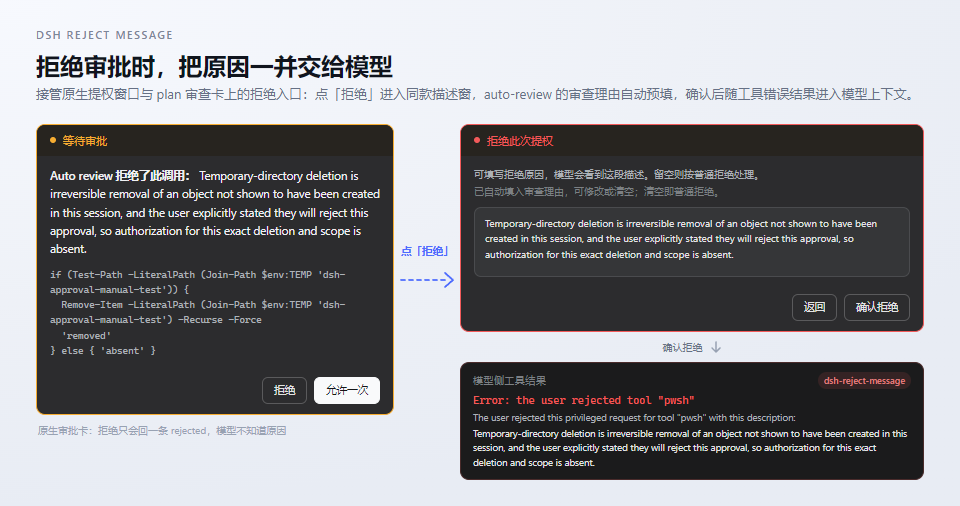 DSH REJECT MESSAGE
拒绝审批时，把原因一并交给模型
接管原生提权窗口与 plan 审查卡上的拒绝入口：点「拒绝」进入同款描述窗，auto-review 的审查理由自动预填，确认后随工具错误结果进入模型上下文。
等待审批
Auto review 拒绝了此调用： Temporary-directory deletion is
irreversible removal of an object not shown to have been created
in this session, and the user explicitly stated they will reject this
approval, so authorization for this exact deletion and scope is
absent.
if (Test-Path -LiteralPath (Join-Path $env:TEMP 'dsh-
approval-manual-test')) {
Remove-Item -LiteralPath (Join-Path $env:TEMP 'dsh-
approval-manual-test') -Recurse -Force
'removed'
} else { 'absent' }
拒绝
允许一次
原生审批卡：拒绝只会回一条 rejected，模型不知道原因
点「拒绝」
拒绝此次提权
可填写拒绝原因，模型会看到这段描述。留空则按普通拒绝处理。
已自动填入审查理由，可修改或清空；清空即普通拒绝。
Temporary-directory deletion is irreversible removal of an object not shown to have been
created in this session, and the user explicitly stated they will reject this approval, so
authorization for this exact deletion and scope is absent.
返回
确认拒绝
确认拒绝
模型侧工具结果
dsh-reject-message
Error: the user rejected tool "pwsh"
The user rejected this privileged request for tool "pwsh" with this description:
Temporary-directory deletion is irreversible removal of an object not shown to have been created in this
session, and the user explicitly stated they will reject this approval, so authorization for this exact
deletion and scope is absent.